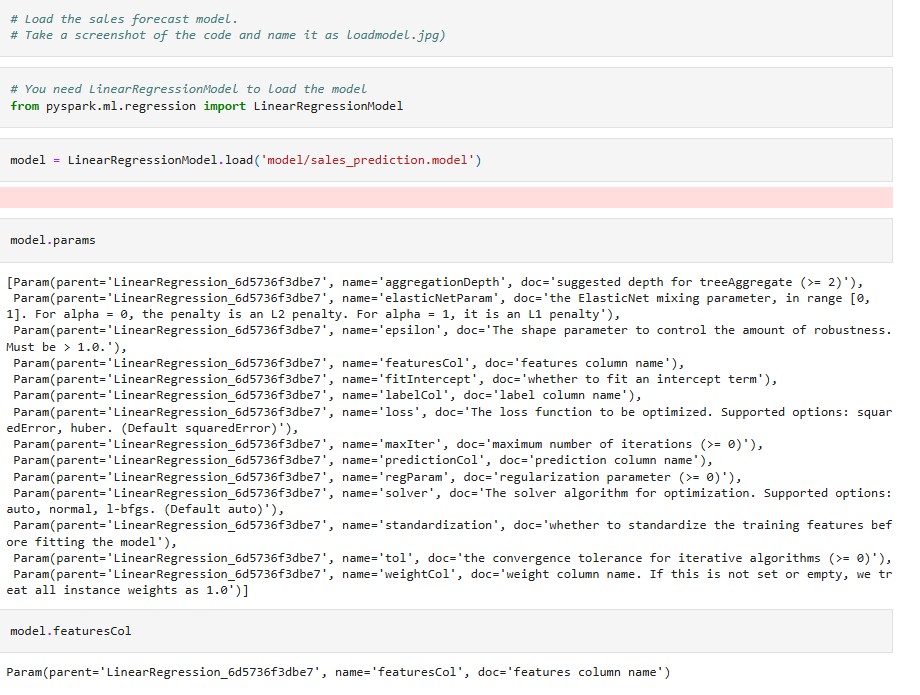 # Load the sales forecast model.
# Take a screenshot of the code and name it as loadmodel.jpg)
# You need LinearRegressionModel to load the model
from pyspark.ml.regression import LinearRegressionModel
model = LinearRegressionModel.load('model/sales_prediction.model')
model.params
[Param(parent='LinearRegression_6d5736f3dbe7', name='aggregationDepth', doc='suggested depth for treeAggregate (>= 2)'),
 Param(parent='LinearRegression_6d5736f3dbe7', name='elasticNetParam', doc='the ElasticNet mixing parameter, in range [0,
1]. For alpha = 0, the penalty is an L2 penalty. For alpha = 1, it is an L1 penalty'),
 Param(parent='LinearRegression_6d5736f3dbe7', name='epsilon', doc='The shape parameter to control the amount of robustness.
Must be > 1.0.'),
 Param(parent='LinearRegression_6d5736f3dbe7', name='featuresCol', doc='features column name'),
 Param(parent='LinearRegression_6d5736f3dbe7', name='fitIntercept', doc='whether to fit an intercept term'),
 Param(parent='LinearRegression_6d5736f3dbe7', name='labelCol', doc='label column name'),
 Param(parent='LinearRegression_6d5736f3dbe7', name='loss', doc='The loss function to be optimized. Supported options: squar
edError, huber. (Default squaredError)'),
 Param(parent='LinearRegression_6d5736f3dbe7', name='maxIter', doc='maximum number of iterations (>= 0)'),
 Param(parent='LinearRegression_6d5736f3dbe7', name='predictionCol', doc='prediction column name'),
 Param(parent='LinearRegression_6d5736f3dbe7', name='regParam', doc='regularization parameter (>= 0)'),
 Param(parent='LinearRegression_6d5736f3dbe7', name='solver', doc='The solver algorithm for optimization. Supported options:
auto, normal, l-bfgs. (Default auto)'),
 Param(parent='LinearRegression_6d5736f3dbe7', name='standardization', doc='whether to standardize the training features bef
ore fitting the model'),
 Param(parent='LinearRegression_6d5736f3dbe7', name='tol', doc='the convergence tolerance for iterative algorithms (>= 0)'),
 Param(parent='LinearRegression_6d5736f3dbe7', name='weightCol', doc='weight column name. If this is not set or empty, we tr
eat all instance weights as 1.0')]
model.featuresCol
Param(parent='LinearRegression_6d5736f3dbe7', name='featuresCol', doc='features column name')